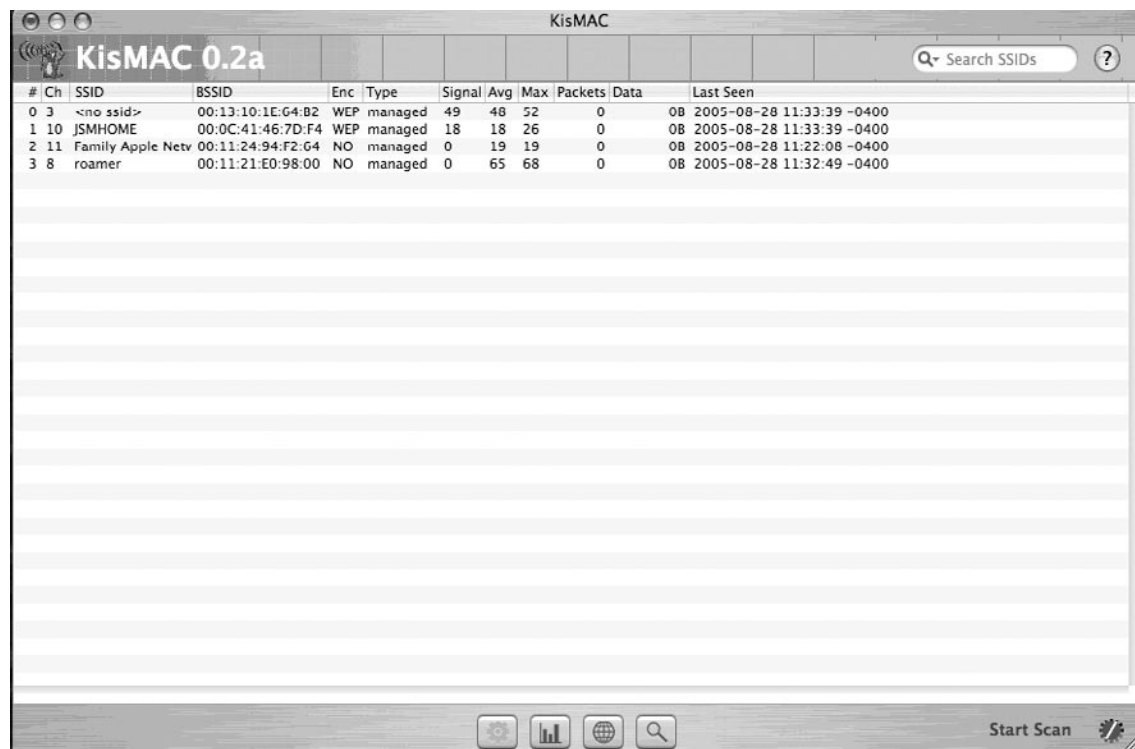 KisMAC
KisMAC 0.2a
Search SSIDs
?
# Ch SSID BSSID Enc Type Signal Avg Max Packets Data Last Seen
0 3 <no ssid> 00:13:10:1E:64:B2 WEP managed 49 48 52 0 0B 2005-08-28 11:33:39 -0400
1 10 JSMHOME 00:0C:41:46:7D:F4 WEP managed 18 18 26 0 0B 2005-08-28 11:33:39 -0400
2 11 Family Apple Netv 00:11:24:94:F2:64 NO managed 0 19 19 0 0B 2005-08-28 11:22:08 -0400
3 8 roamer 00:11:21:E0:98:00 NO managed 0 65 68 0 0B 2005-08-28 11:32:49 -0400
Start Scan